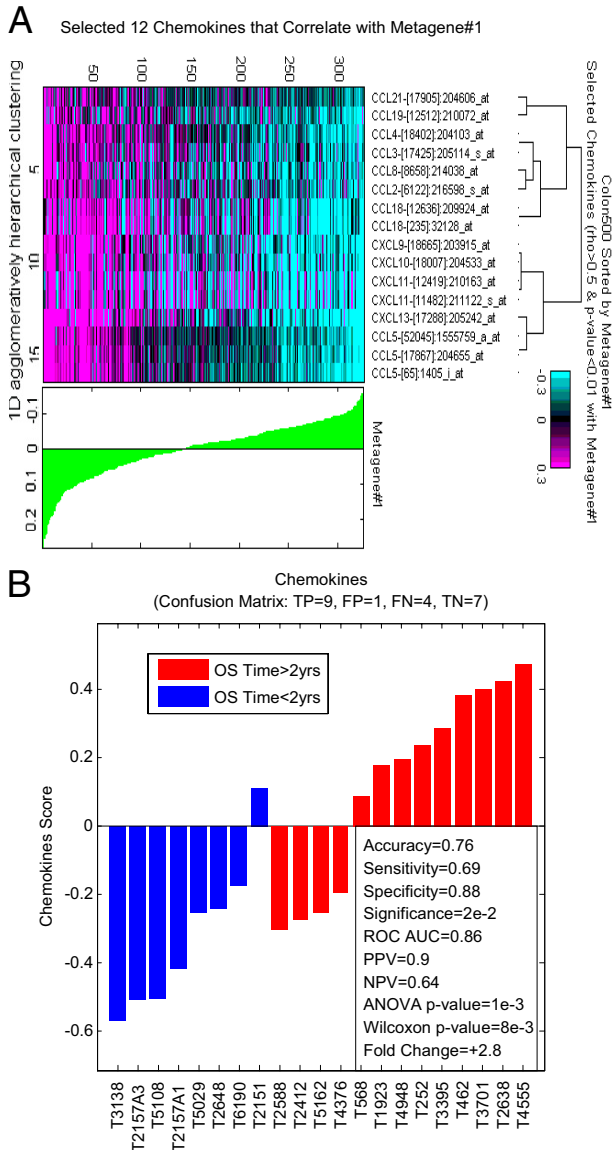 A
Selected 12 Chemokines that Correlate with Metagene#1
50
100
150
200
250
300
5
10
15
1D agglomeratively hierarchical clustering
CCL21-[17905]:204606_at
CCL19-[12512]:210072_at
CCL4-[18402]:204103_at
CCL3-[17425]:205114_s_at
CCL8-[8658]:214038_at
CCL2-[6122]:216598_s_at
CCL18-[12636]:209924_at
CCL18-[235]:32128_at
CXCL9-[18665]:203915_at
CXCL10-[18007]:204533_at
CXCL11-[12419]:210163_at
CXCL11-[11482]:211122_s_at
CXCL13-[17288]:205242_at
CCL5-[52045]:1555759_a_at
CCL5-[17867]:204655_at
CCL5-[65]:1405_i_at
Colon500 Sorted by Metagene#1
Selected Chemokines (rho>0.5 & p-value<0.01 with Metagene#1
-0.3
0
0.3
-0.1
0
0.1
0.2
Metagene#1
B
Chemokines
(Confusion Matrix: TP=9, FP=1, FN=4, TN=7)
OS Time>2yrs
OS Time<2yrs
Chemokines Score
0.4
0.2
0
-0.2
-0.4
-0.6
Accuracy=0.76
Sensitivity=0.69
Specificity=0.88
Significance=2e-2
ROC AUC=0.86
PPV=0.9
NPV=0.64
ANOVA p-value=1e-3
Wilcoxon p-value=8e-3
Fold Change=+2.8
T3138
T2157A3
T5108
T2157A1
T5029
T2648
T6190
T2151
T2588
T2412
T5162
T4376
T568
T1923
T4948
T252
T3395
T462
T3701
T2638
T4555